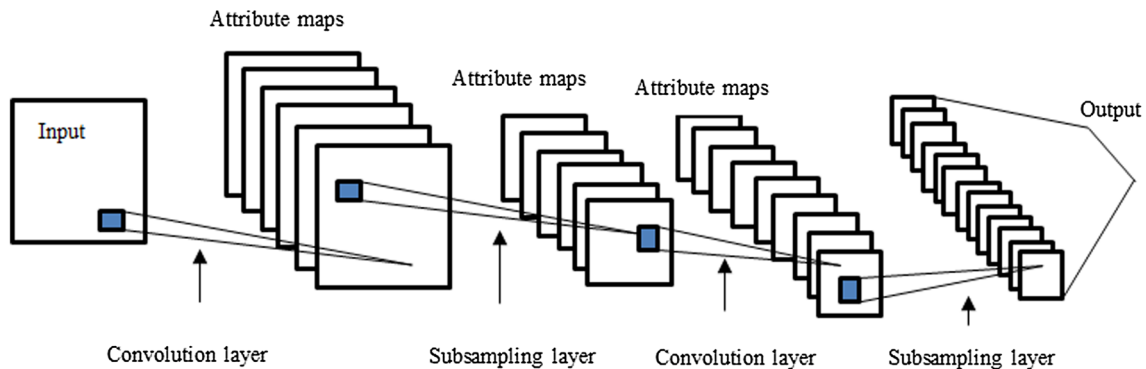 Attribute maps
Attribute maps
Attribute maps
Output
Input
Convolution layer
Subsampling layer
Convolution layer
Subsampling layer